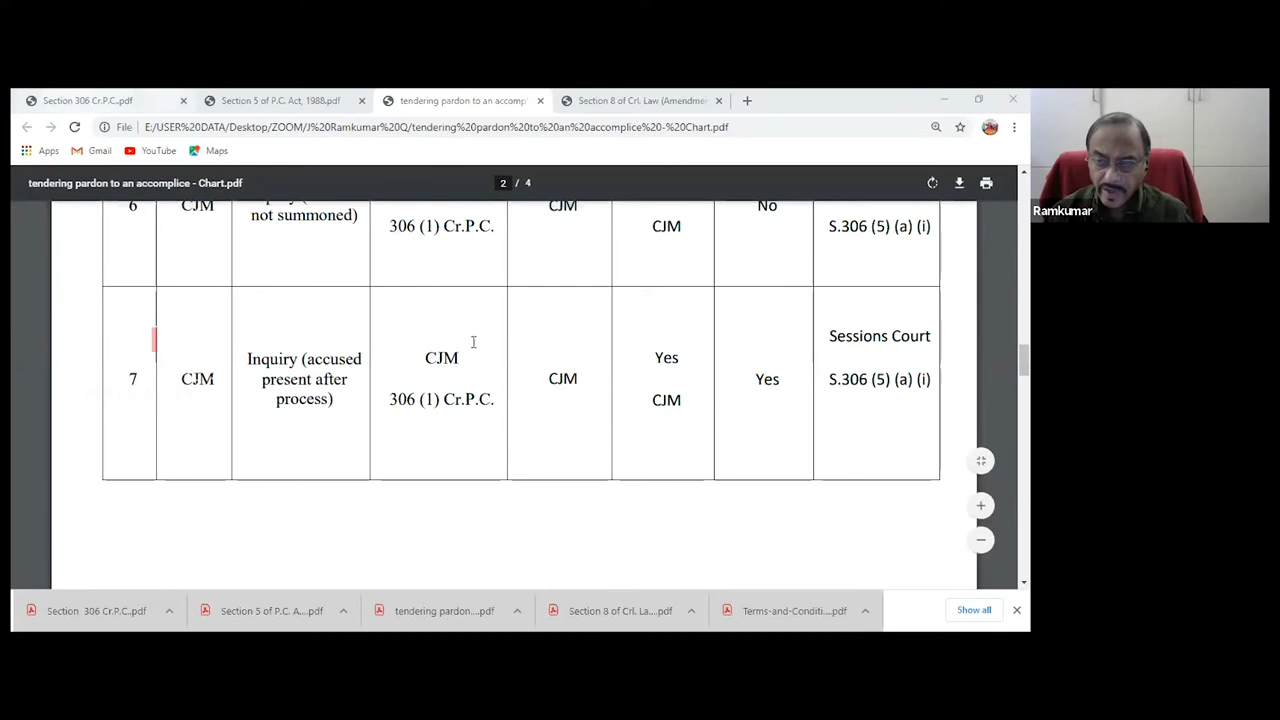 Section 306 Cr.P.C..pdf
Section 5 of P.C. Act, 1988.pdf
tendering pardon to an accomp
Section 8 of Crl. Law (Amendme
File
E:/USER%20DATA/Desktop/ZOOM/J%20Ramkumar%20Q/tendering%20pardon%20to%20an%20accomplice%20-%20Chart.pdf
Apps
Gmail
YouTube
Maps
tendering pardon to an accomplice - Chart.pdf
2 / 4
6
CJM
not summoned)
306 (1) Cr.P.C.
CJM
CJM
No
S.306 (5) (a) (i)
7
CJM
Inquiry (accused
present after
process)
CJM
306 (1) Cr.P.C.
CJM
Yes
CJM
Yes
Sessions Court
S.306 (5) (a) (i)
Ramkumar
Section 306 Cr.P.C..pdf
Section 5 of P.C. A....pdf
tendering pardon....pdf
Section 8 of Crl. La....pdf
Terms-and-Conditi....pdf
Show all